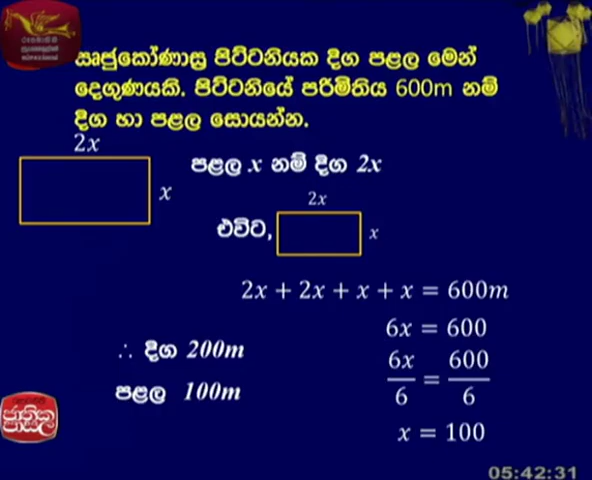 ඍජුකෝණාස්‍ර පිට්ටනියක දිග පළල මෙන්
දෙගුණයකි. පිට්ටනියේ පරිමිතිය 600m නම්
දිග හා පළල සොයන්න.
2x
x
පළල x නම් දිග 2x
එවිට,
2x
x
2x + 2x + x + x = 600m
6x = 600
6x/6 = 600/6
x = 100
∴ දිග 200m
පළල 100m
ජාතික
පාසල
05:42:31